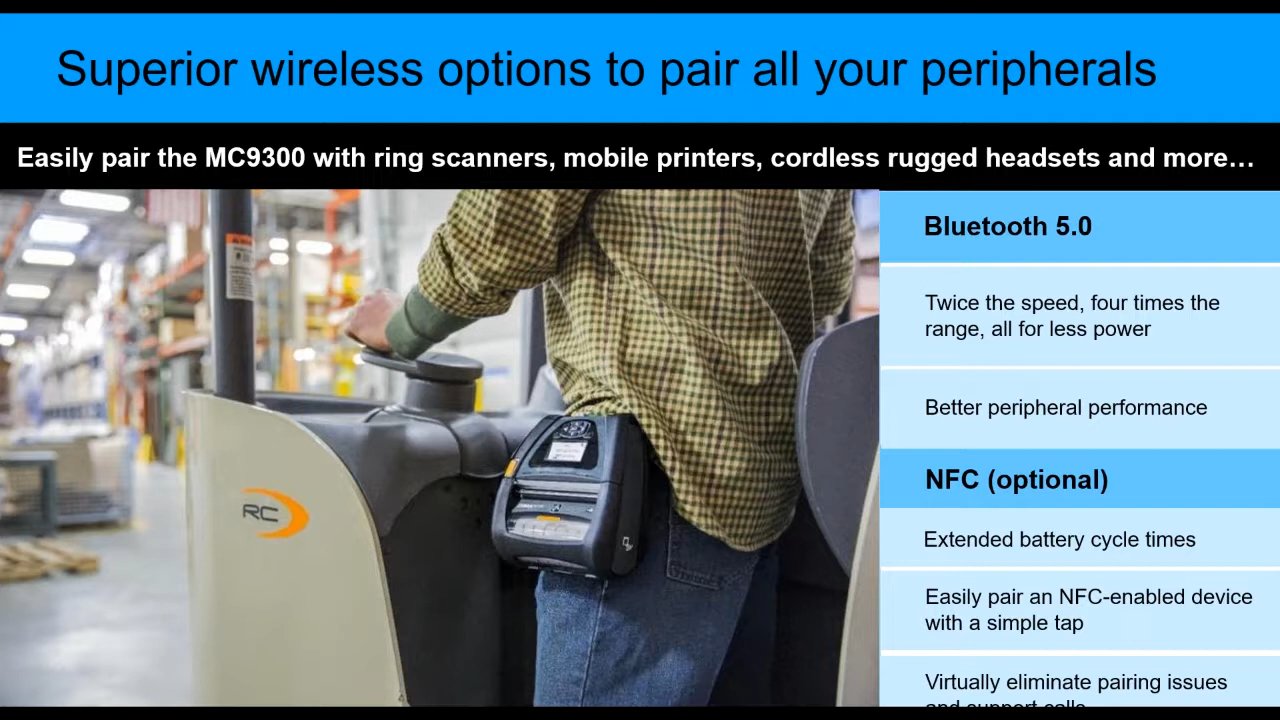 Superior wireless options to pair all your peripherals
Easily pair the MC9300 with ring scanners, mobile printers, cordless rugged headsets and more…
Bluetooth 5.0
Twice the speed, four times the
range, all for less power
Better peripheral performance
NFC (optional)
Extended battery cycle times
Easily pair an NFC-enabled device
with a simple tap
Virtually eliminate pairing issues
and support calls
RC